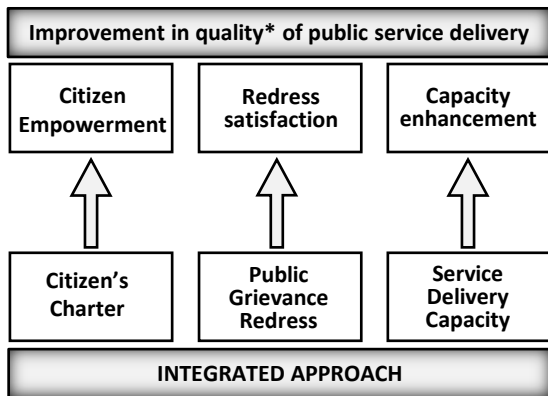 Improvement in quality* of public service delivery
Citizen
Empowerment
Redress
satisfaction
Capacity
enhancement
Citizen's
Charter
Public
Grievance
Redress
Service
Delivery
Capacity
INTEGRATED APPROACH